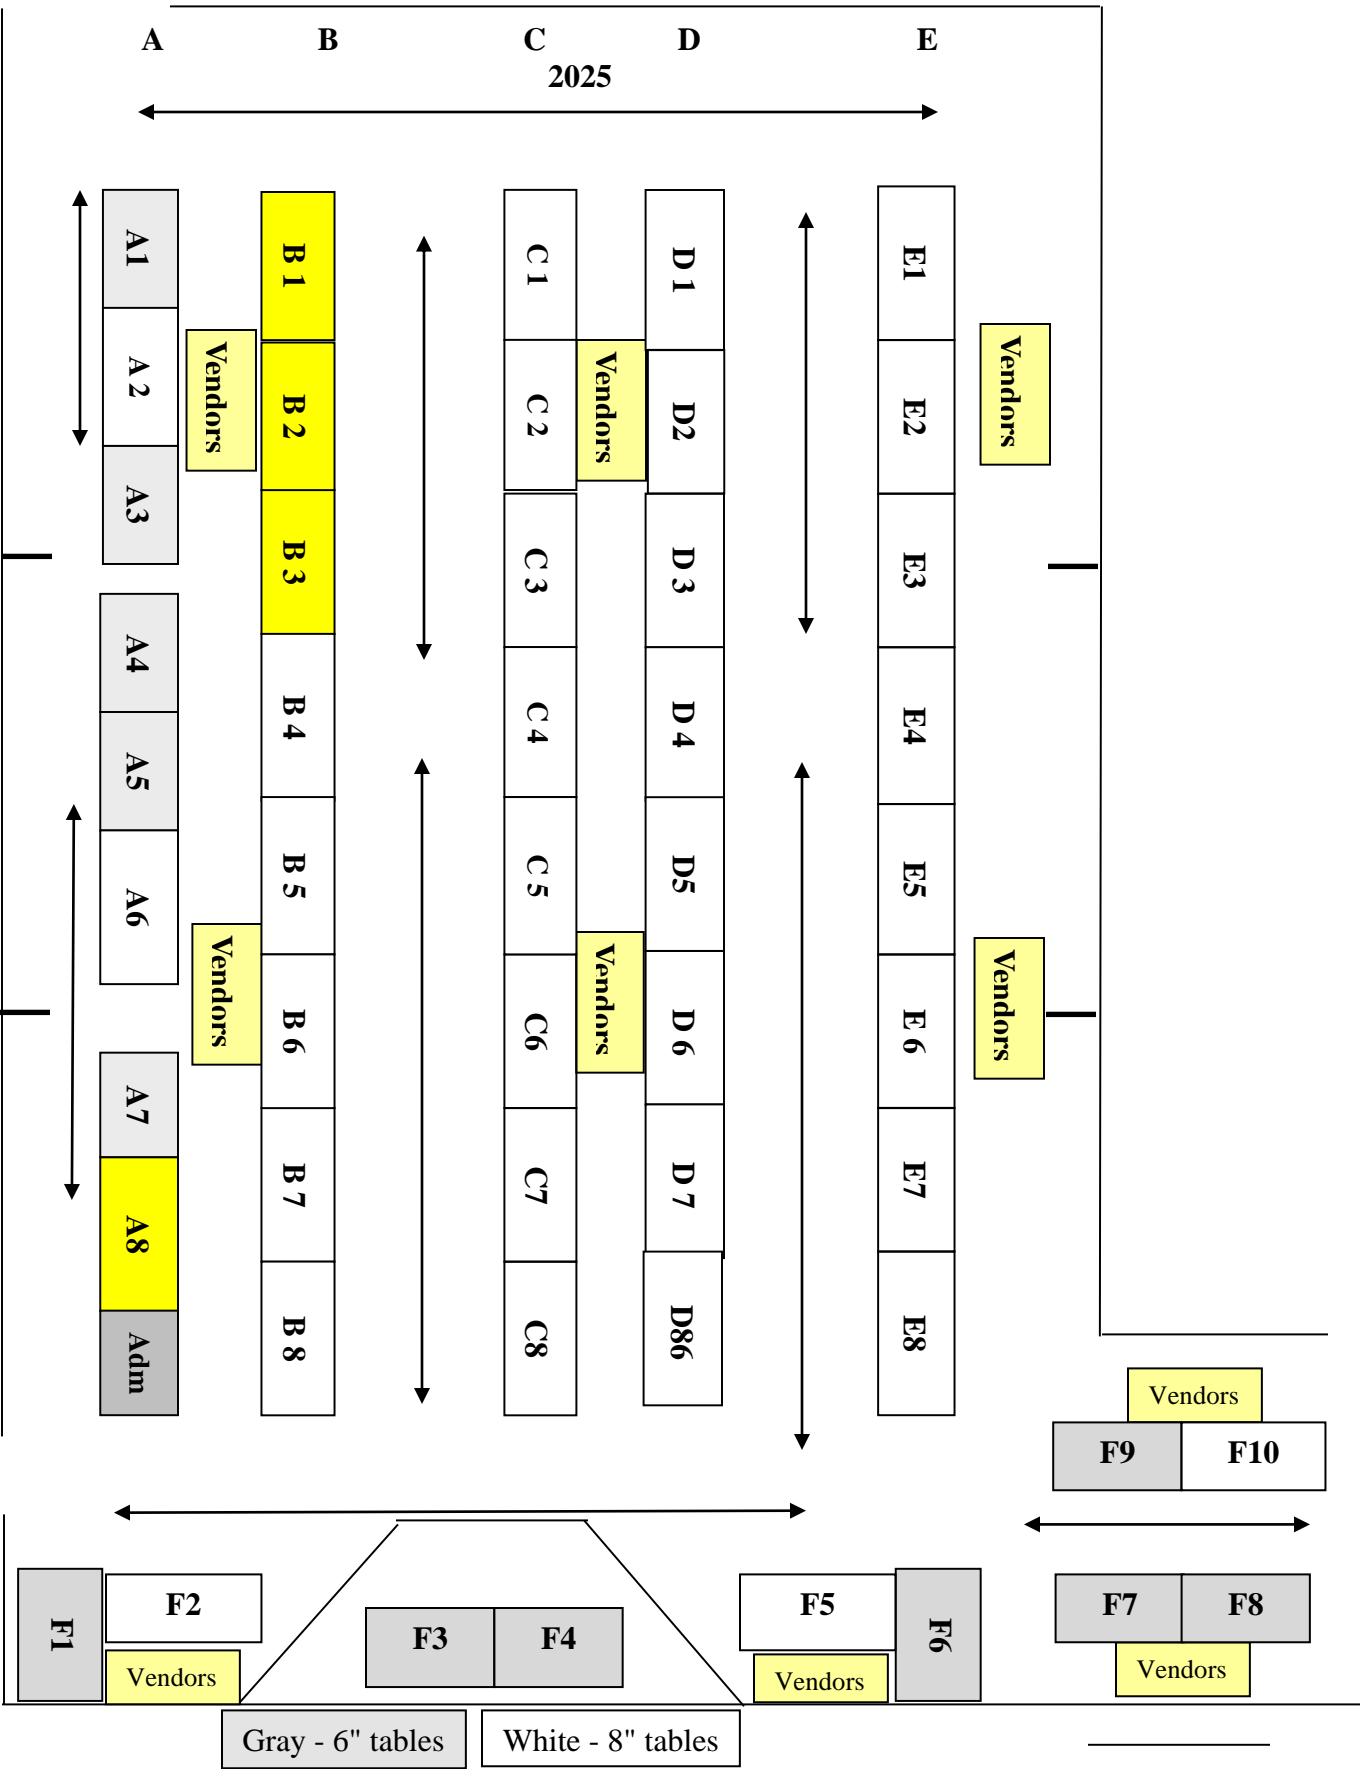 A B C D E
2025
A1
A 2
A3
A4
A5
A6
A7
A8
Adm
Vendors
Vendors
B 1
B 2
B 3
B 4
B 5
B 6
B 7
B 8
C 1
C 2
C 3
C 4
C 5
C6
C7
C8
Vendors
Vendors
D 1
D2
D 3
D 4
D5
D 6
D 7
D86
E1
E2
E3
E4
E5
E 6
E7
E8
Vendors
Vendors
Vendors
F9 F10
F1
F2
Vendors
F3 F4
F5
Vendors
F6
F7 F8
Vendors
Gray - 6" tables
White - 8" tables